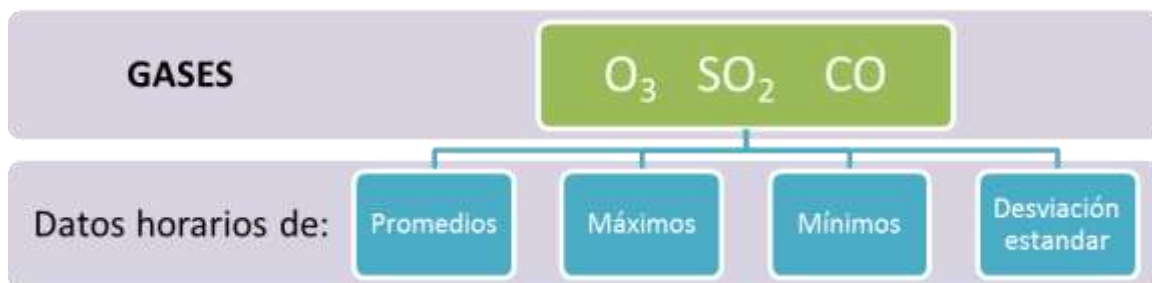 GASES
O₃ SO₂ CO
Datos horarios de:
Promedios
Máximos
Mínimos
Desviación
estandar